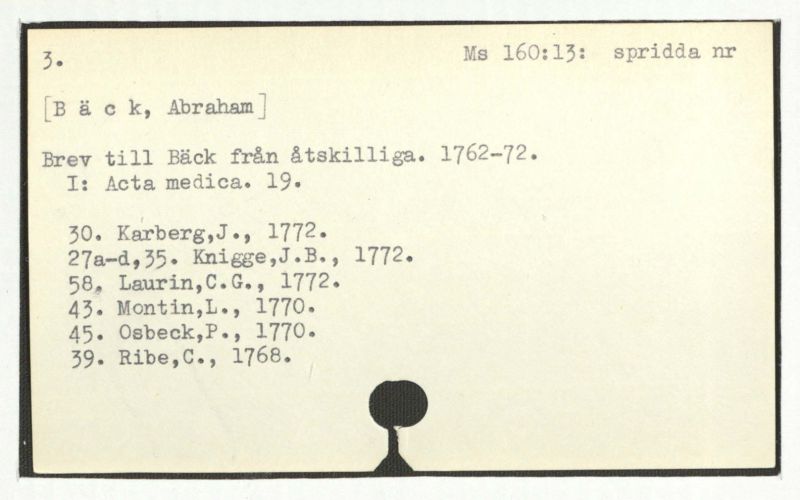 3.
Ms 160:13: spridda nr
[B ä c k, Abraham]
Brev till Bäck från åtskilliga. 1762-72.
I: Acta medica. 19.
30. Karberg,J., 1772.
27a-d,35. Knigge,J.B., 1772.
58. Laurin,C.G., 1772.
43. Montin,L., 1770.
45. Osbeck,P., 1770.
39. Ribe,C., 1768.